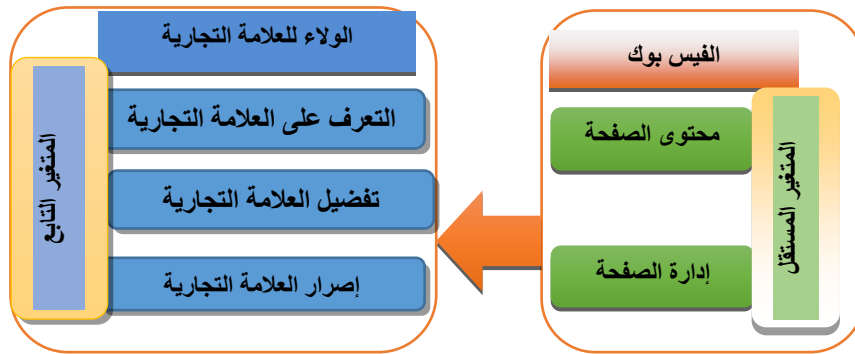 الفيس بوك
محتوى الصفحة
إدارة الصفحة
المتغير المستقل
الولاء للعلامة التجارية
التعرف على العلامة التجارية
تفضيل العلامة التجارية
إصرار العلامة التجارية
المتغير التابع